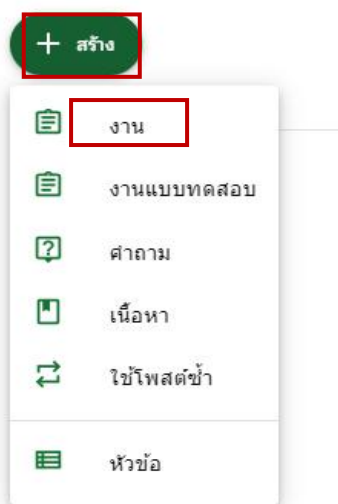 + สร้าง
งาน
งานแบบทดสอบ
คำถาม
เนื้อหา
ใช้โพสต์ซ้ำ
หัวข้อ